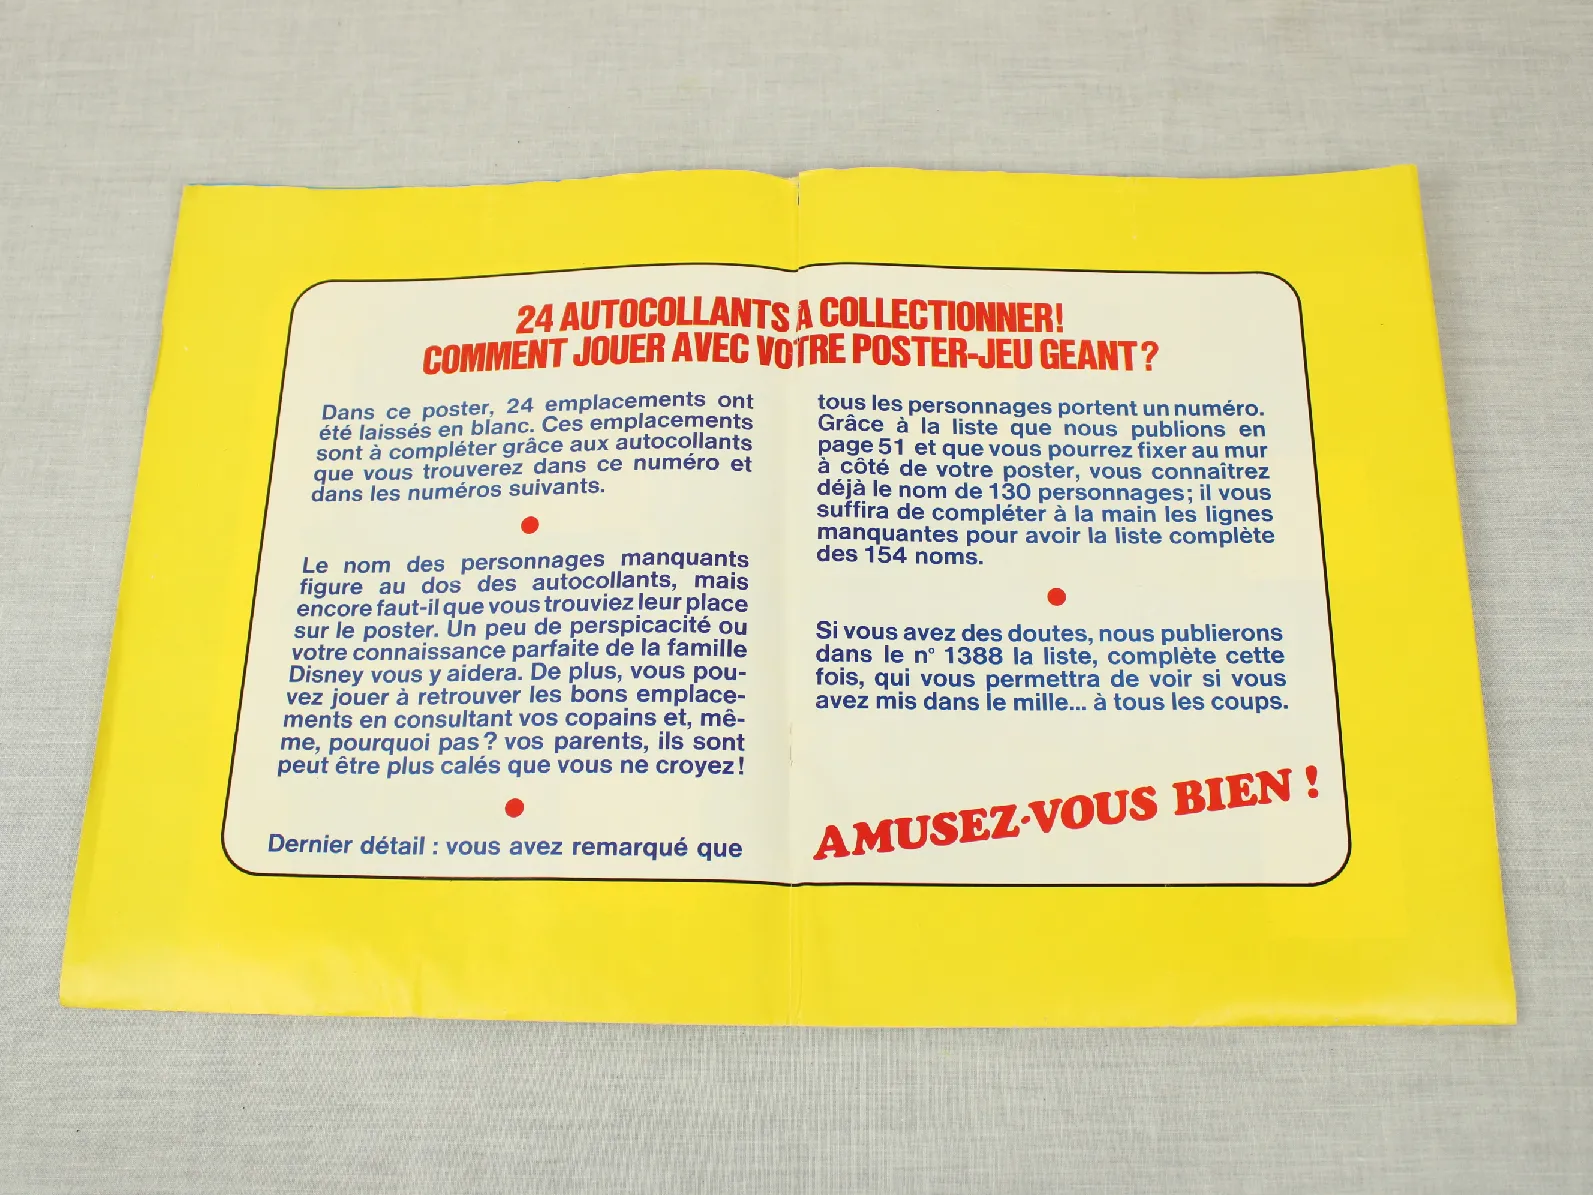 24 AUTOCOLLANTS A COLLECTIONNER!
COMMENT JOUER AVEC VOTRE POSTER-JEU GEANT?
Dans ce poster, 24 emplacements ont
été laissés en blanc. Ces emplacements
sont à compléter grâce aux autocollants
que vous trouverez dans ce numéro et
dans les numéros suivants.
Le nom des personnages manquants
figure au dos des autocollants, mais
encore faut-il que vous trouviez leur place
sur le poster. Un peu de perspicacité ou
votre connaissance parfaite de la famille
Disney vous y aidera. De plus, vous pou-
vez jouer à retrouver les bons emplace-
ments en consultant vos copains et, mê-
me, pourquoi pas? vos parents, ils sont
peut être plus calés que vous ne croyez!
Dernier détail : vous avez remarqué que
tous les personnages portent un numéro.
Grâce à la liste que nous publions en
page 51 et que vous pourrez fixer au mur
à côté de votre poster, vous connaîtrez
déjà le nom de 130 personnages; il vous
suffira de compléter à la main les lignes
manquantes pour avoir la liste complète
des 154 noms.
Si vous avez des doutes, nous publierons
dans le n° 1388 la liste, complète cette
fois, qui vous permettra de voir si vous
avez mis dans le mille... à tous les coups.
AMUSEZ-VOUS BIEN !